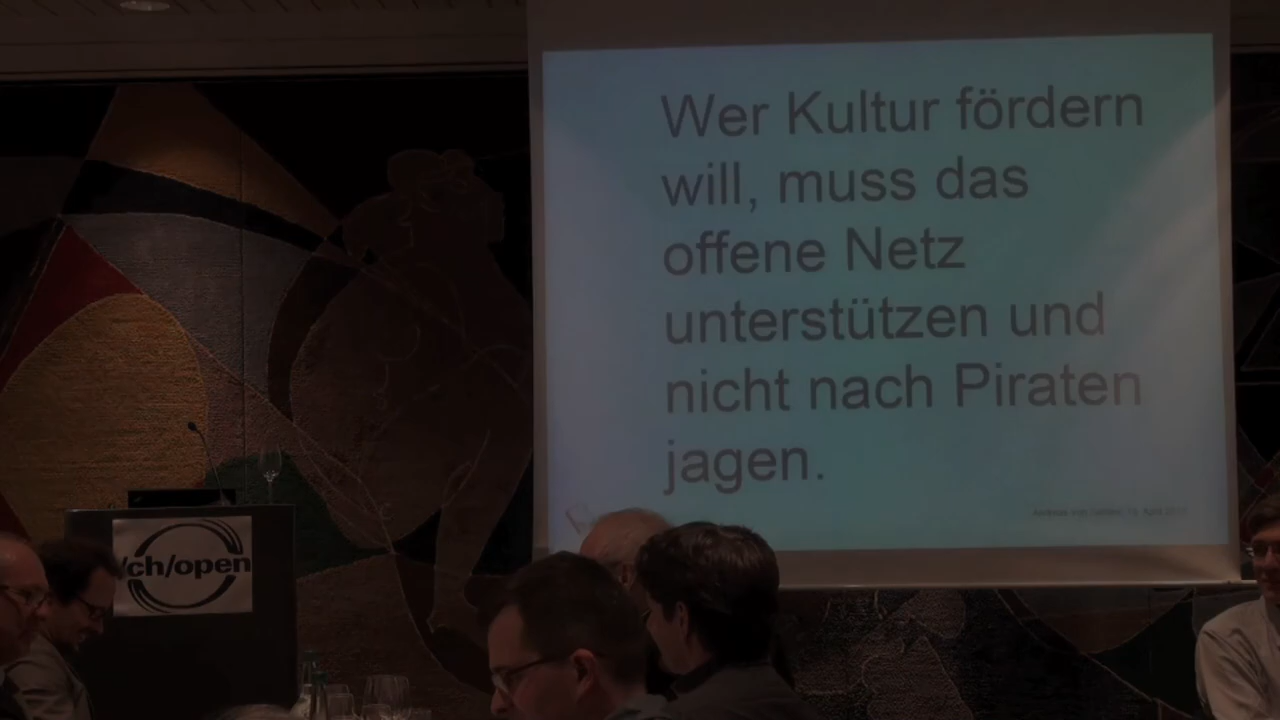 Wer Kultur fördern
will, muss das
offene Netz
unterstützen und
nicht nach Piraten
jagen.
/ch/open